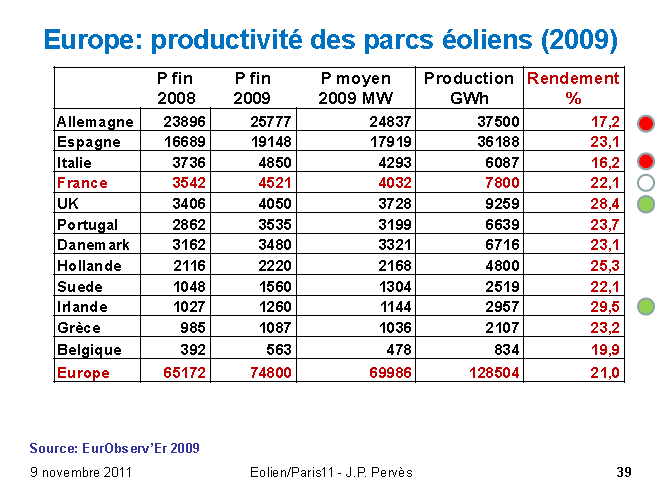 Europe: productivité des parcs éoliens (2009)
P fin 2008 P fin 2009 P moyen 2009 MW Production GWh Rendement %
Allemagne 23896 25777 24837 37500 17,2
Espagne 16689 19148 17919 36188 23,1
Italie 3736 4850 4293 6087 16,2
France 3542 4521 4032 7800 22,1
UK 3406 4050 3728 9259 28,4
Portugal 2862 3535 3199 6639 23,7
Danemark 3162 3480 3321 6716 23,1
Hollande 2116 2220 2168 4800 25,3
Suede 1048 1560 1304 2519 22,1
Irlande 1027 1260 1144 2957 29,5
Grèce 985 1087 1036 2107 23,2
Belgique 392 563 478 834 19,9
Europe 65172 74800 69986 128504 21,0
Source: EurObserv'Er 2009
9 novembre 2011 Eolien/Paris11 - J.P. Pervès 39